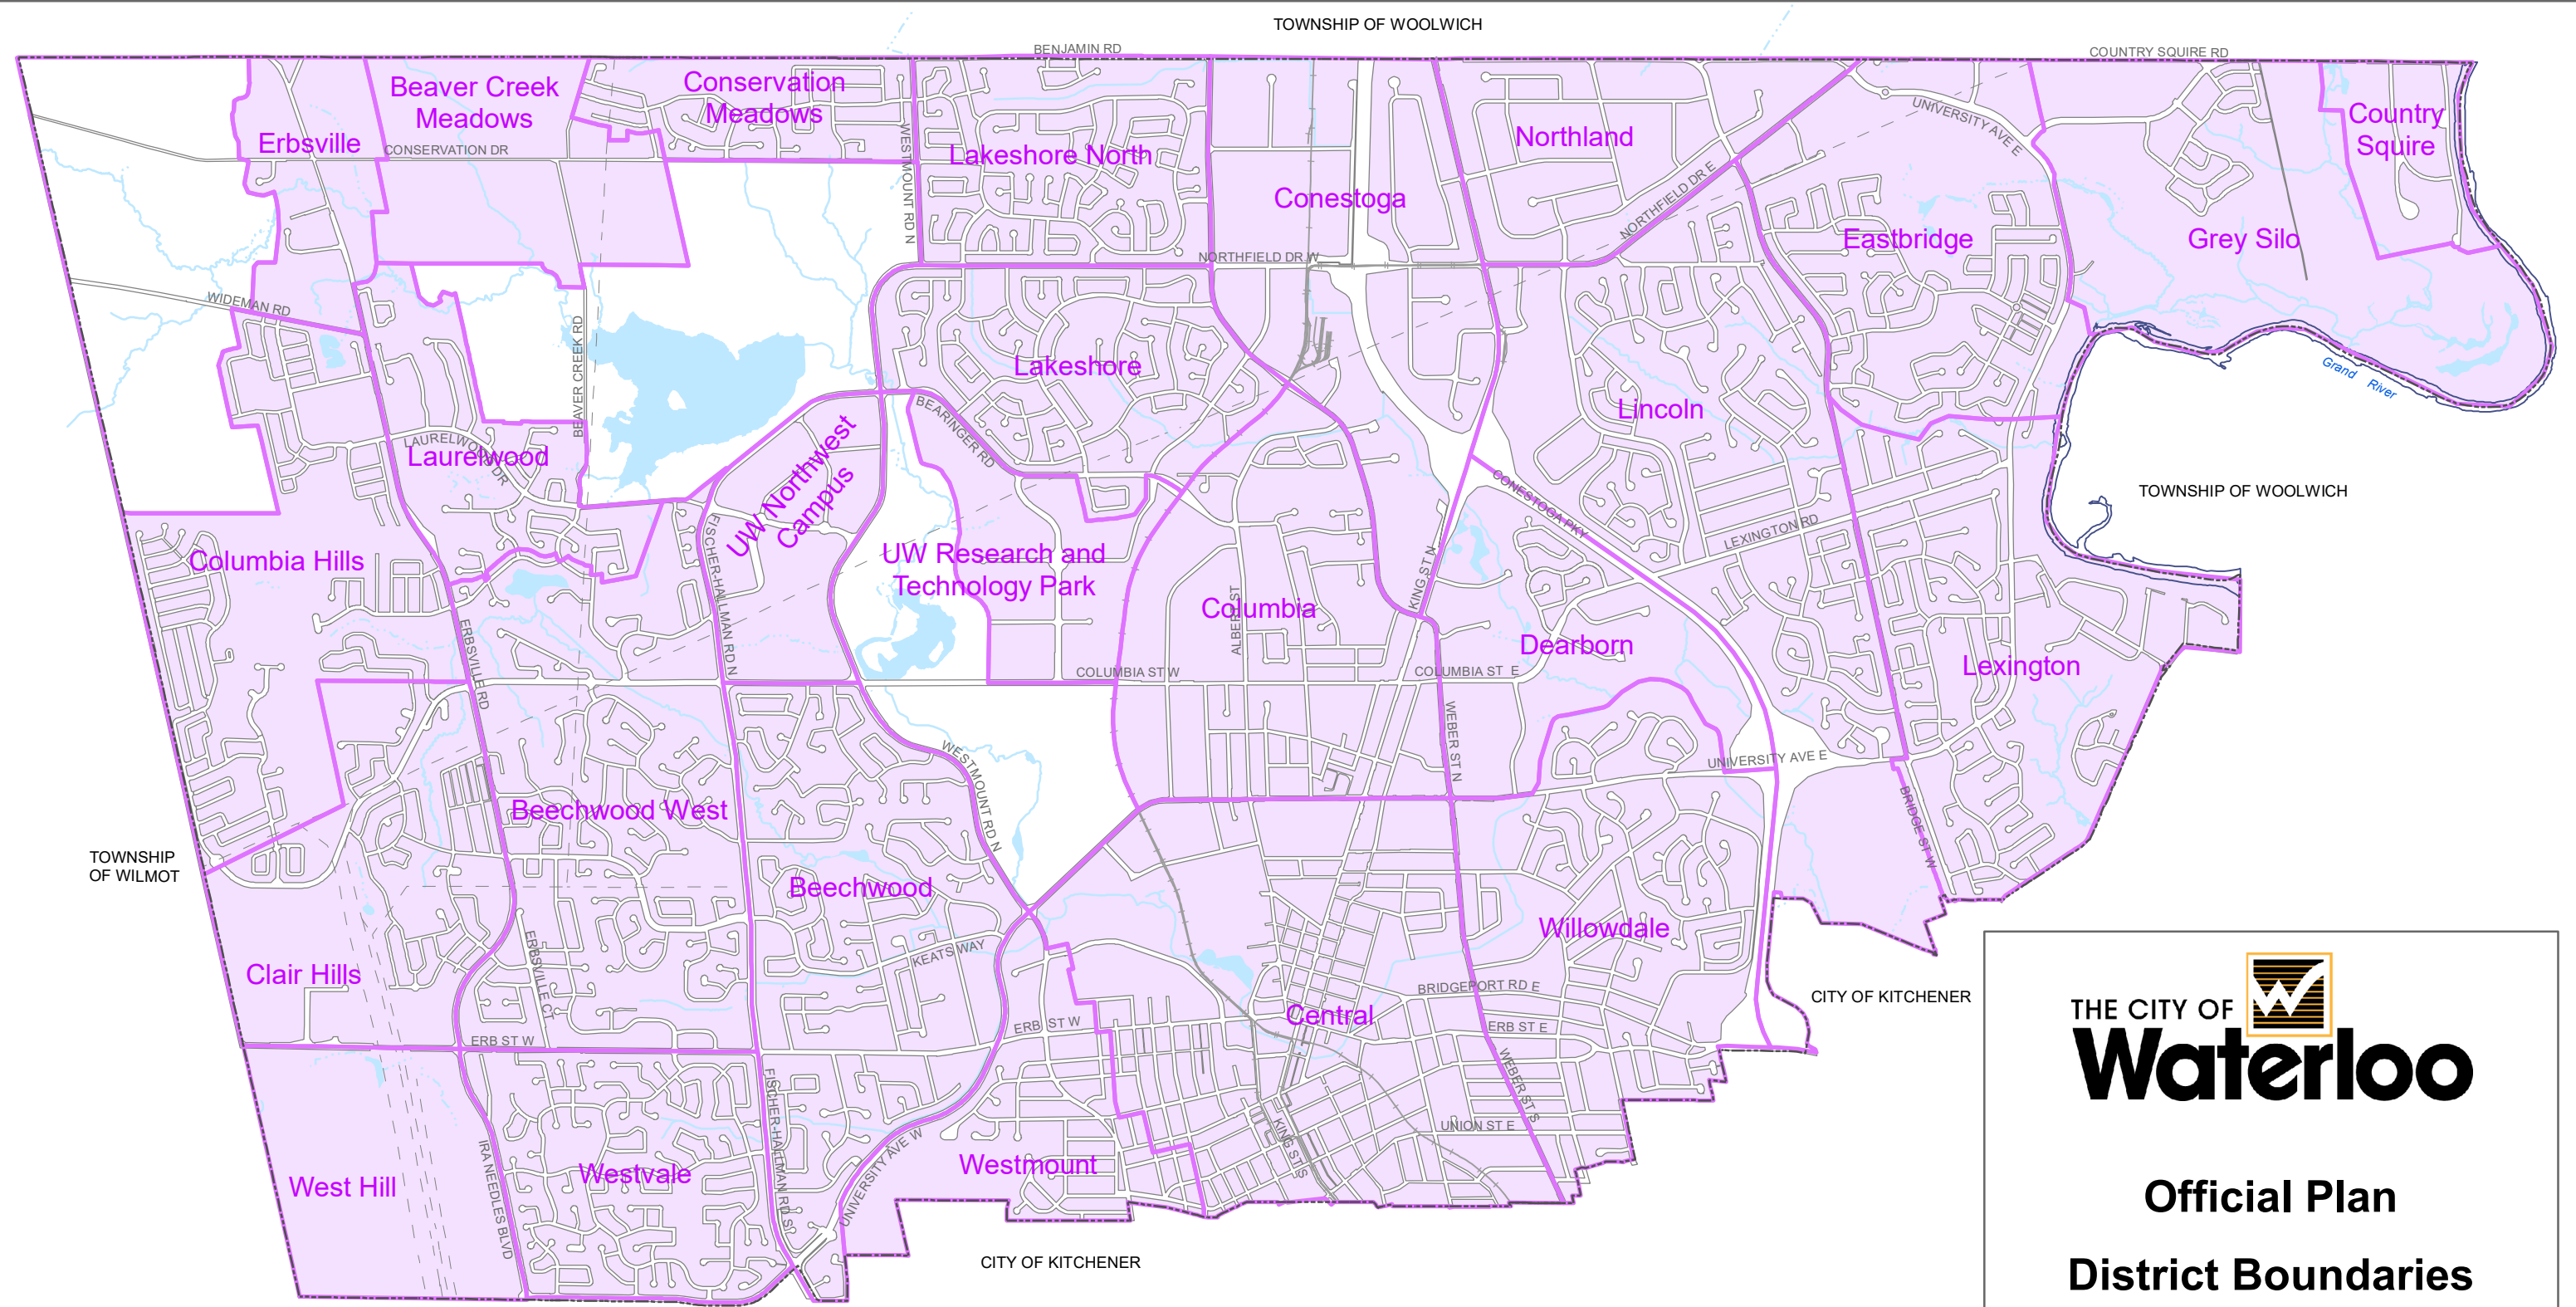 TOWNSHIP OF WOOLWICH
BENJAMIN RD
COUNTRY SQUIRE RD
Beaver Creek
Meadows
Conservation
Meadows
Erbsville
CONSERVATION DR
WESTMOUNT RD N
Lakeshore North
Conestoga
Northland
UNIVERSITY AVE E
Country
Squire
NORTHFIELD DR E
Eastbridge
Grey Silo
NORTHFIELD DR W
WIDEMAN RD
BEAVER CREEK RD
Lakeshore
Grand River
BEARINGER RD
Lincoln
LAURELWOOD DR
Laurelwood
UW Northwest
Campus
CONESTOGA PKY
TOWNSHIP OF WOOLWICH
LEXINGTON RD
Columbia Hills
FISCHER-HALLMAN RD N
UW Research and
Technology Park
ALBERT ST
Columbia
KING ST N
Dearborn
ERBSVILLE RD
COLUMBIA ST W
COLUMBIA ST E
Lexington
WEBER ST N
WESTMOUNT RD N
UNIVERSITY AVE E
Beechwood West
BRIDGE ST W
TOWNSHIP
OF WILMOT
Beechwood
Willowdale
KEATS WAY
ERBSVILLE CT
Clair Hills
BRIDGEPORT RD E
CITY OF KITCHENER
Central
ERB ST W
ERB ST E
ERB ST W
WEBER ST S
FISCHER-HALLMAN RD S
UNION ST E
KING ST S
UNIVERSITY AVE W
Westmount
Westvale
West Hill
IRA NEEDLES BLVD
CITY OF KITCHENER
THE CITY OF
Waterloo
Official Plan
District Boundaries